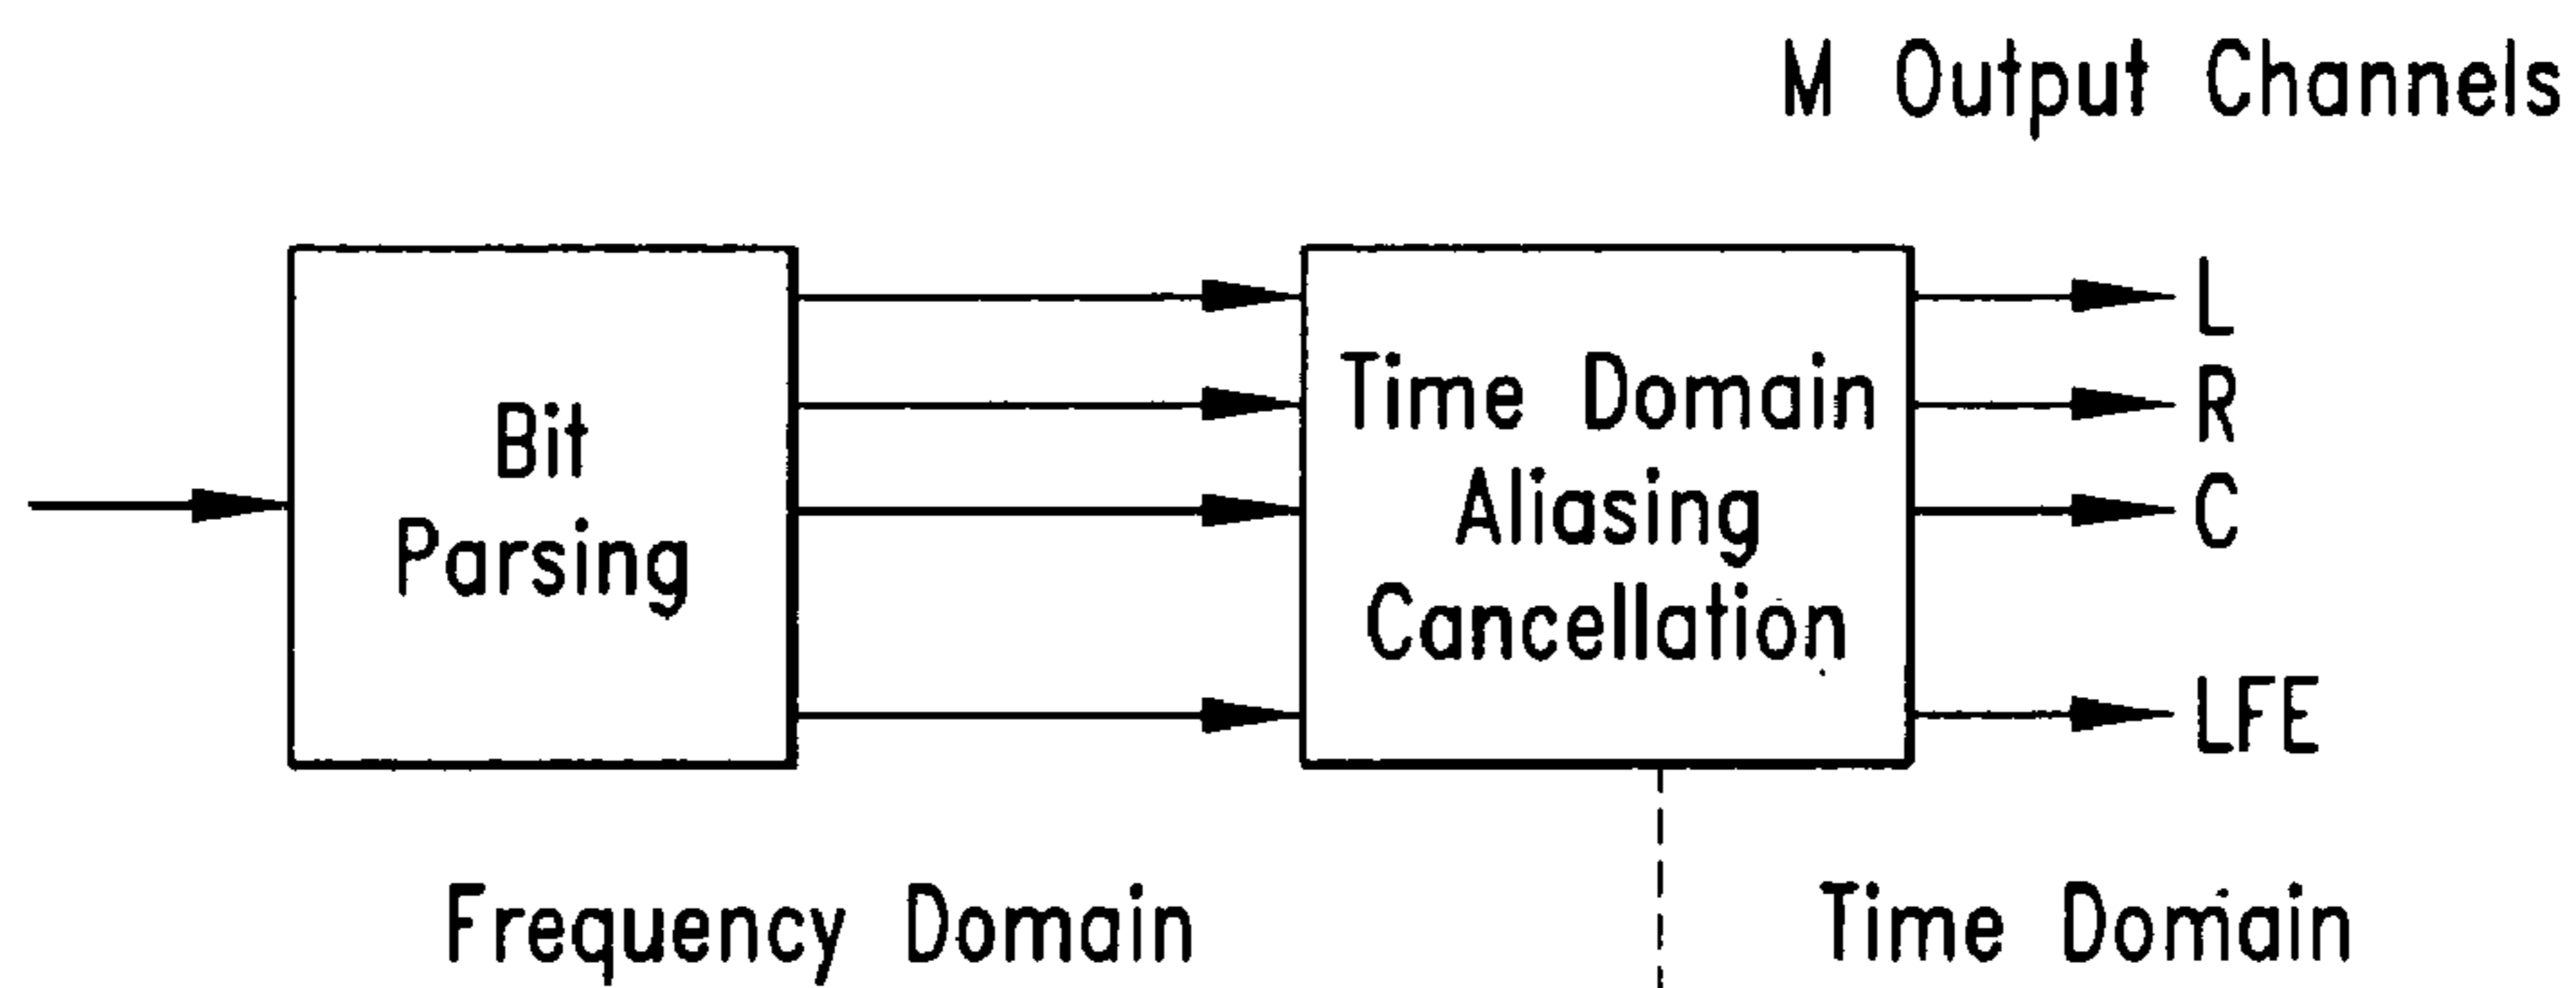 M Output Channels
Bit
Parsing
Time Domain
Aliasing
Cancellation
L
R
C
LFE
Frequency Domain
Time Domain